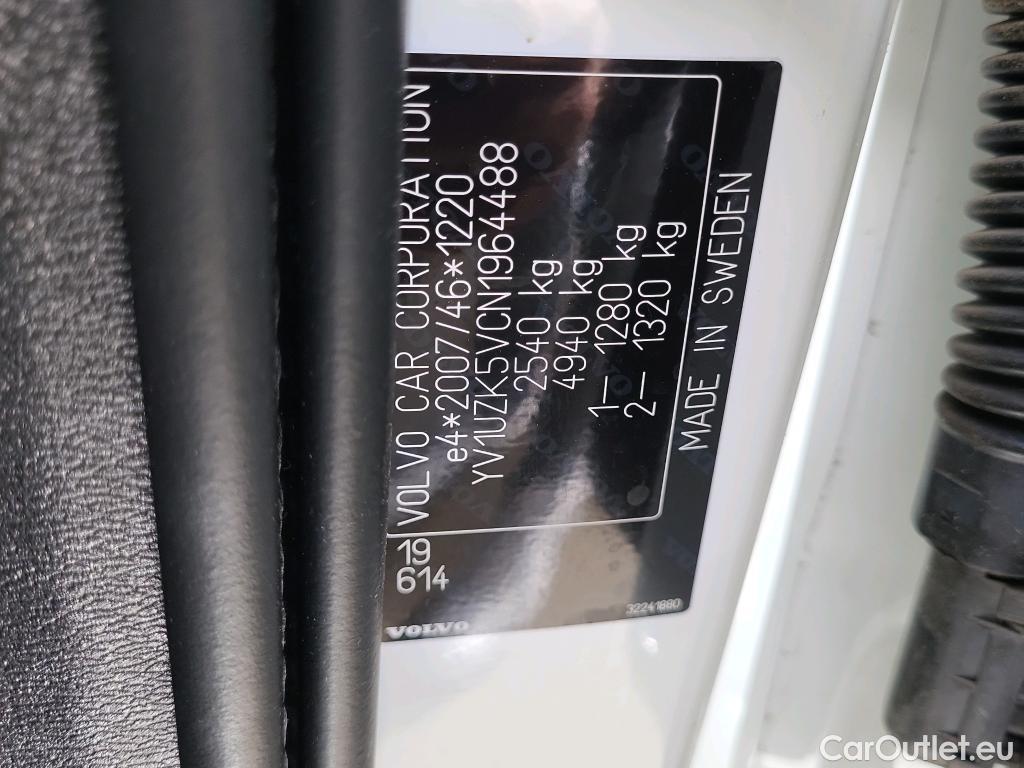 VOLVO CAR CORPORATION
e4*2007/46*1220
YV1UZK5VCN1964488
2540 kg
4940 kg
1— 1280 kg
2— 1320 kg
MADE IN SWEDEN
19
614
VOLVO
32241880
CarOutlet.eu